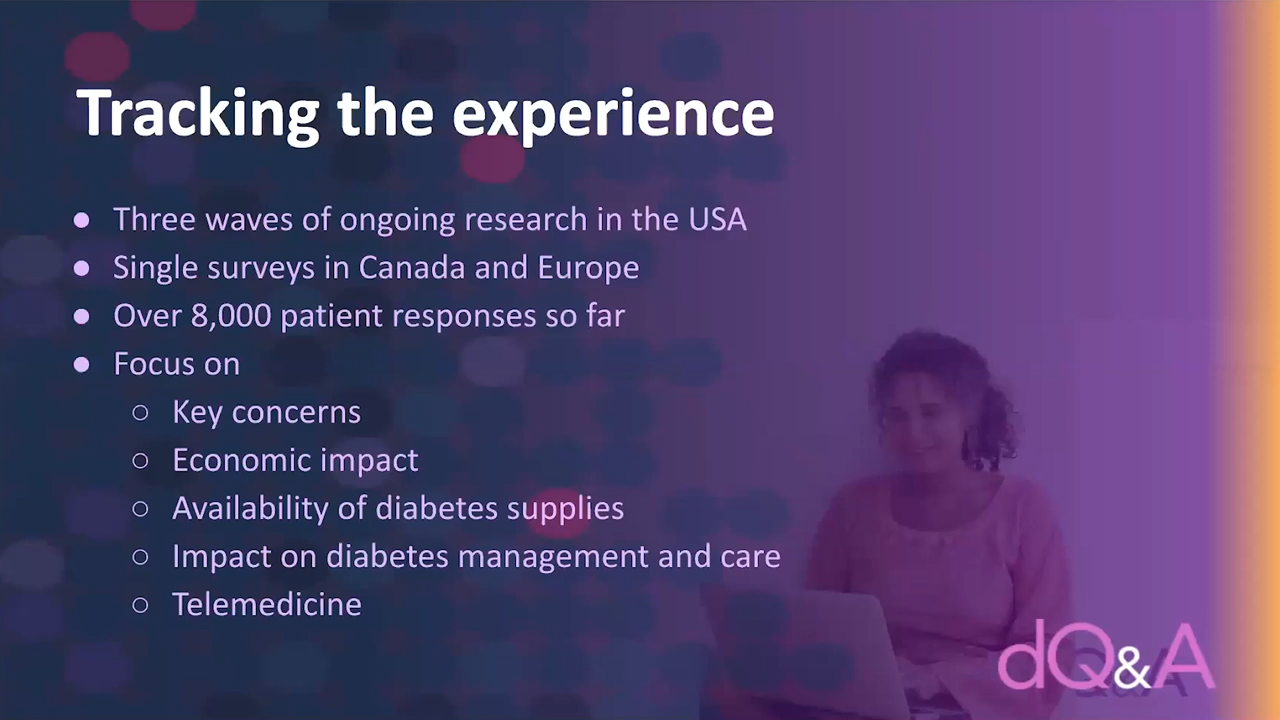 Tracking the experience
● Three waves of ongoing research in the USA
● Single surveys in Canada and Europe
● Over 8,000 patient responses so far
● Focus on
○ Key concerns
○ Economic impact
○ Availability of diabetes supplies
○ Impact on diabetes management and care
○ Telemedicine
dQ&A